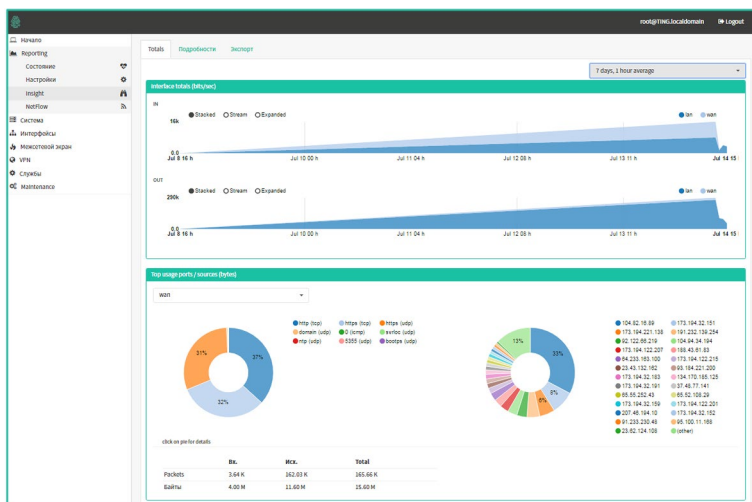 root@TING.localdomain Logout
Начало
Reporting
Состояние
Настройки
Insight
NetFlow
Система
Интерфейсы
Межсетевой экран
VPN
Службы
Maintenance
Totals Подробности Экспорт
7 days, 1 hour average
Interface totals (bits/sec)
IN
Stacked Stream Expanded lan wan
16k
0.0
Jul 8 16 h Jul 10 00 h Jul 11 04 h Jul 12 08 h Jul 13 11 h Jul 14 15
OUT
Stacked Stream Expanded lan wan
290k
0.0
Jul 8 16 h Jul 10 00 h Jul 11 04 h Jul 12 08 h Jul 13 11 h Jul 14 15
Top usage ports / sources (bytes)
wan
http (tcp) https (tcp) https (udp)
domain (udp) 0 (icmp) svrloc (udp)
ntp (udp) 5355 (udp) bootps (udp)
37%
32%
31%
104.82.16.89 173.194.32.151
173.194.221.138 191.232.139.254
92.122.66.219 104.94.34.194
173.194.122.207 188.43.61.83
64.233.163.100 173.194.122.215
23.43.132.162 93.184.221.200
173.194.32.183 134.170.185.125
173.194.32.191 37.48.77.141
65.55.252.43 65.52.108.29
173.194.32.159 173.194.122.201
207.46.194.10 173.194.32.152
91.233.230.46 95.100.11.168
23.62.124.108 (other)
33%
8%
6%
13%
click on pie for details
Вх. Исх. Total
Packets 3.64 K 162.03 K 165.66 K
Байты 4.00 M 11.60 M 15.60 M